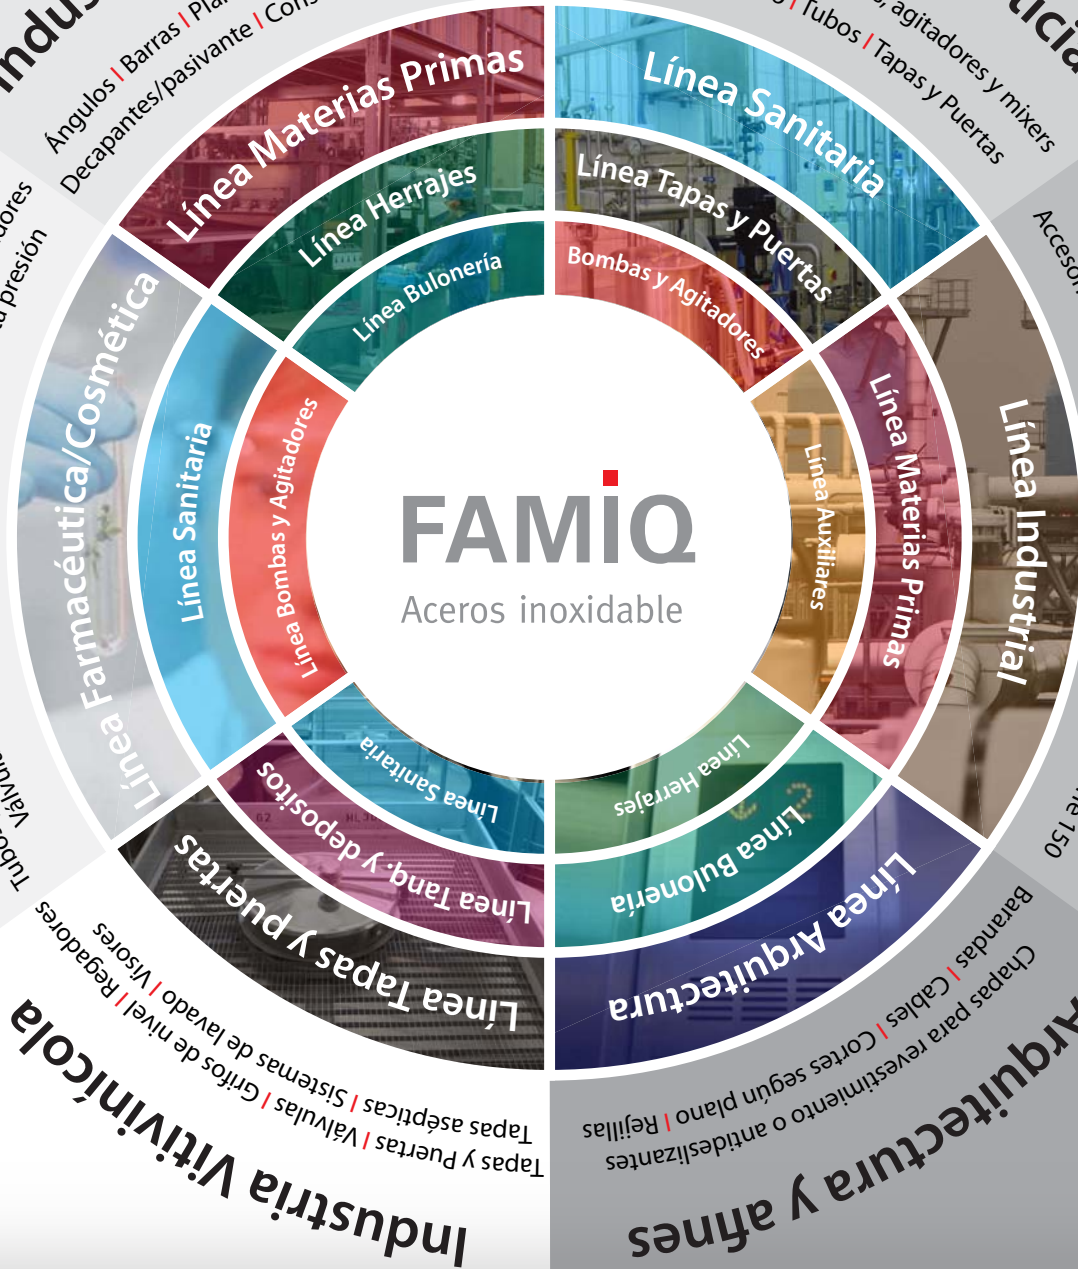 FAMIQ
Aceros inoxidable
Línea Materias Primas
Línea Herrajes
Línea Bulonería
Ángulos | Barras |
Decapantes/pasivante |
Línea Sanitaria
Línea Tapas y Puertas
Bombas y Agitadores
agitadores y mixers
Tubos | Tapas y Puertas
Línea Industrial
Línea Materias Primas
Línea Auxiliares
150
Línea Arquitectura
Línea Bulonería
Línea Herrajes
Barandas | Cables | Cortes según plano | Rejillas
Chapas para revestimiento o antideslizantes
Arquitectura y afines
Línea Tapas y puertas
Línea Tanq. y depositos
Línea Sanitaria
Tapas asépticas | Sistemas de lavado | Visores
Tapas y Puertas | Válvulas | Grifos de nivel || Regadores
Industria Vitivinícola
Línea Farmacéutica/Cosmética
Línea Sanitaria
Línea Bombas y Agitadores
presión